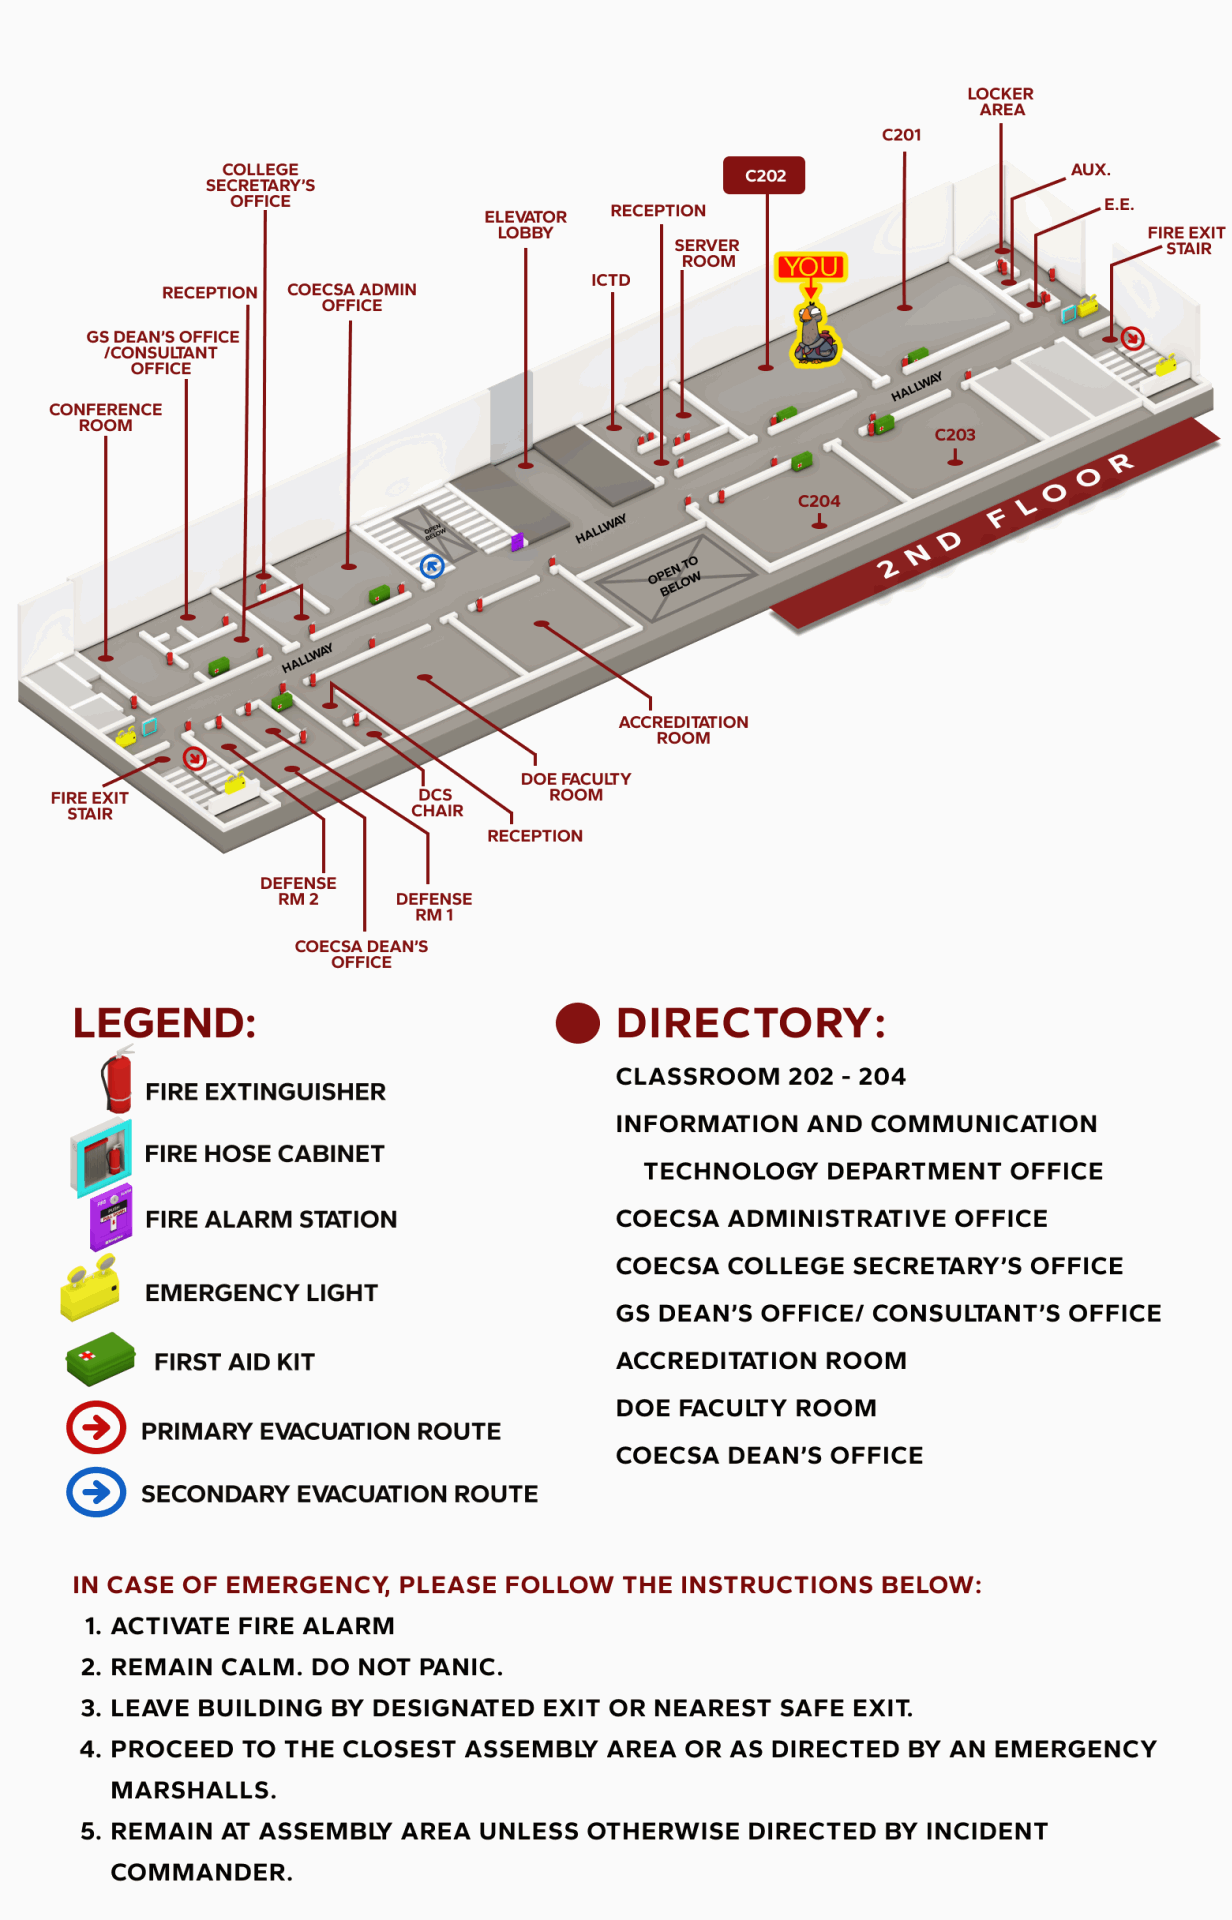 LOCKER
AREA
C201
AUX.
COLLEGE
SECRETARY'S
OFFICE
C202
E.E.
RECEPTION
ELEVATOR
LOBBY
FIRE EXIT
STAIR
SERVER
ROOM
YOU
ICTD
RECEPTION
COECSA ADMIN
OFFICE
GS DEAN'S OFFICE
/CONSULTANT
OFFICE
CONFERENCE
ROOM
HALLWAY
C203
C204
2ND FLOOR
OPEN
BELOW
HALLWAY
OPEN TO
BELOW
HALLWAY
ACCREDITATION
ROOM
DOE FACULTY
ROOM
FIRE EXIT
STAIR
DCS
CHAIR
RECEPTION
DEFENSE
RM 2
DEFENSE
RM 1
COECSA DEAN'S
OFFICE
LEGEND:
FIRE EXTINGUISHER
FIRE HOSE CABINET
FIRE ALARM STATION
EMERGENCY LIGHT
FIRST AID KIT
PRIMARY EVACUATION ROUTE
SECONDARY EVACUATION ROUTE
DIRECTORY:
CLASSROOM 202 - 204
INFORMATION AND COMMUNICATION
TECHNOLOGY DEPARTMENT OFFICE
COECSA ADMINISTRATIVE OFFICE
COECSA COLLEGE SECRETARY'S OFFICE
GS DEAN'S OFFICE/ CONSULTANT'S OFFICE
ACCREDITATION ROOM
DOE FACULTY ROOM
COECSA DEAN'S OFFICE
IN CASE OF EMERGENCY, PLEASE FOLLOW THE INSTRUCTIONS BELOW:
1. ACTIVATE FIRE ALARM
2. REMAIN CALM. DO NOT PANIC.
3. LEAVE BUILDING BY DESIGNATED EXIT OR NEAREST SAFE EXIT.
4. PROCEED TO THE CLOSEST ASSEMBLY AREA OR AS DIRECTED BY AN EMERGENCY
MARSHALLS.
5. REMAIN AT ASSEMBLY AREA UNLESS OTHERWISE DIRECTED BY INCIDENT
COMMANDER.